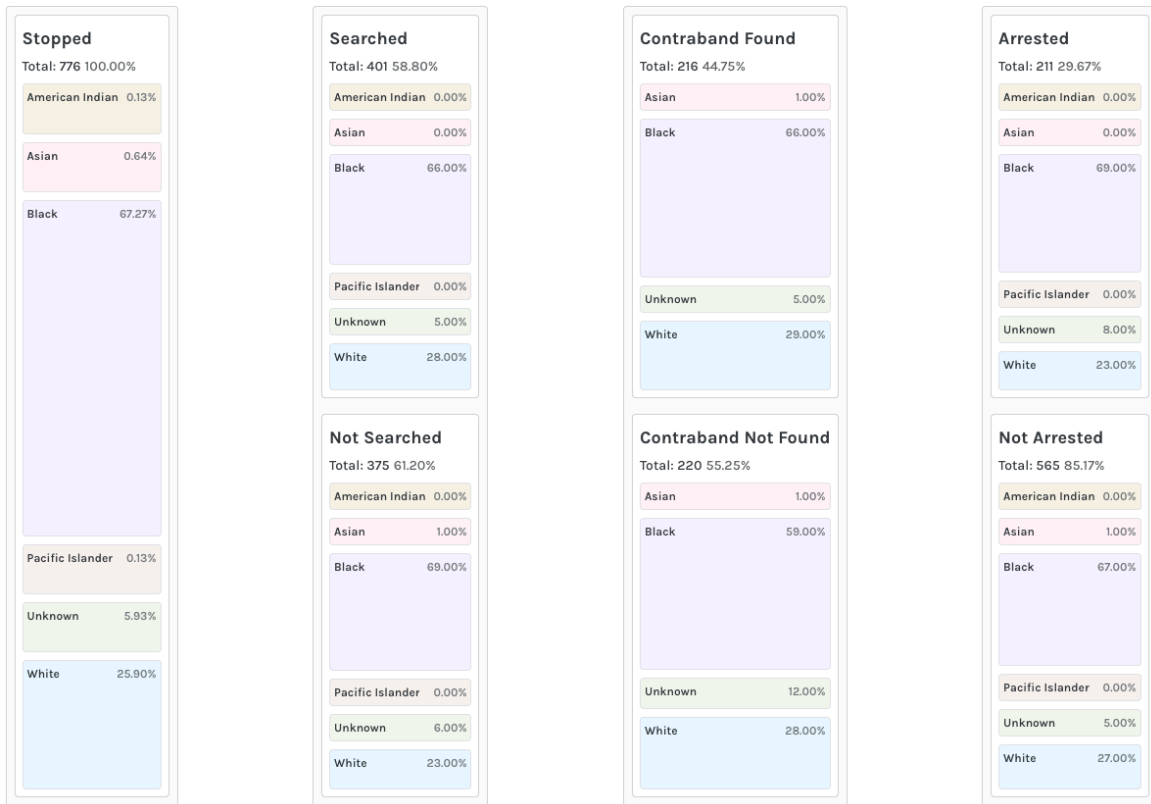 Stopped
Total: 776 100.00%
American Indian 0.13%
Asian 0.64%
Black 67.27%
Pacific Islander 0.13%
Unknown 5.93%
White 25.90%
Searched
Total: 401 58.80%
American Indian 0.00%
Asian 0.00%
Black 66.00%
Pacific Islander 0.00%
Unknown 5.00%
White 28.00%
Not Searched
Total: 375 61.20%
American Indian 0.00%
Asian 1.00%
Black 69.00%
Pacific Islander 0.00%
Unknown 6.00%
White 23.00%
Contraband Found
Total: 216 44.75%
Asian 1.00%
Black 66.00%
Unknown 5.00%
White 29.00%
Contraband Not Found
Total: 220 55.25%
Asian 1.00%
Black 59.00%
Unknown 12.00%
White 28.00%
Arrested
Total: 211 29.67%
American Indian 0.00%
Asian 0.00%
Black 69.00%
Pacific Islander 0.00%
Unknown 8.00%
White 23.00%
Not Arrested
Total: 565 85.17%
American Indian 0.00%
Asian 1.00%
Black 67.00%
Pacific Islander 0.00%
Unknown 5.00%
White 27.00%